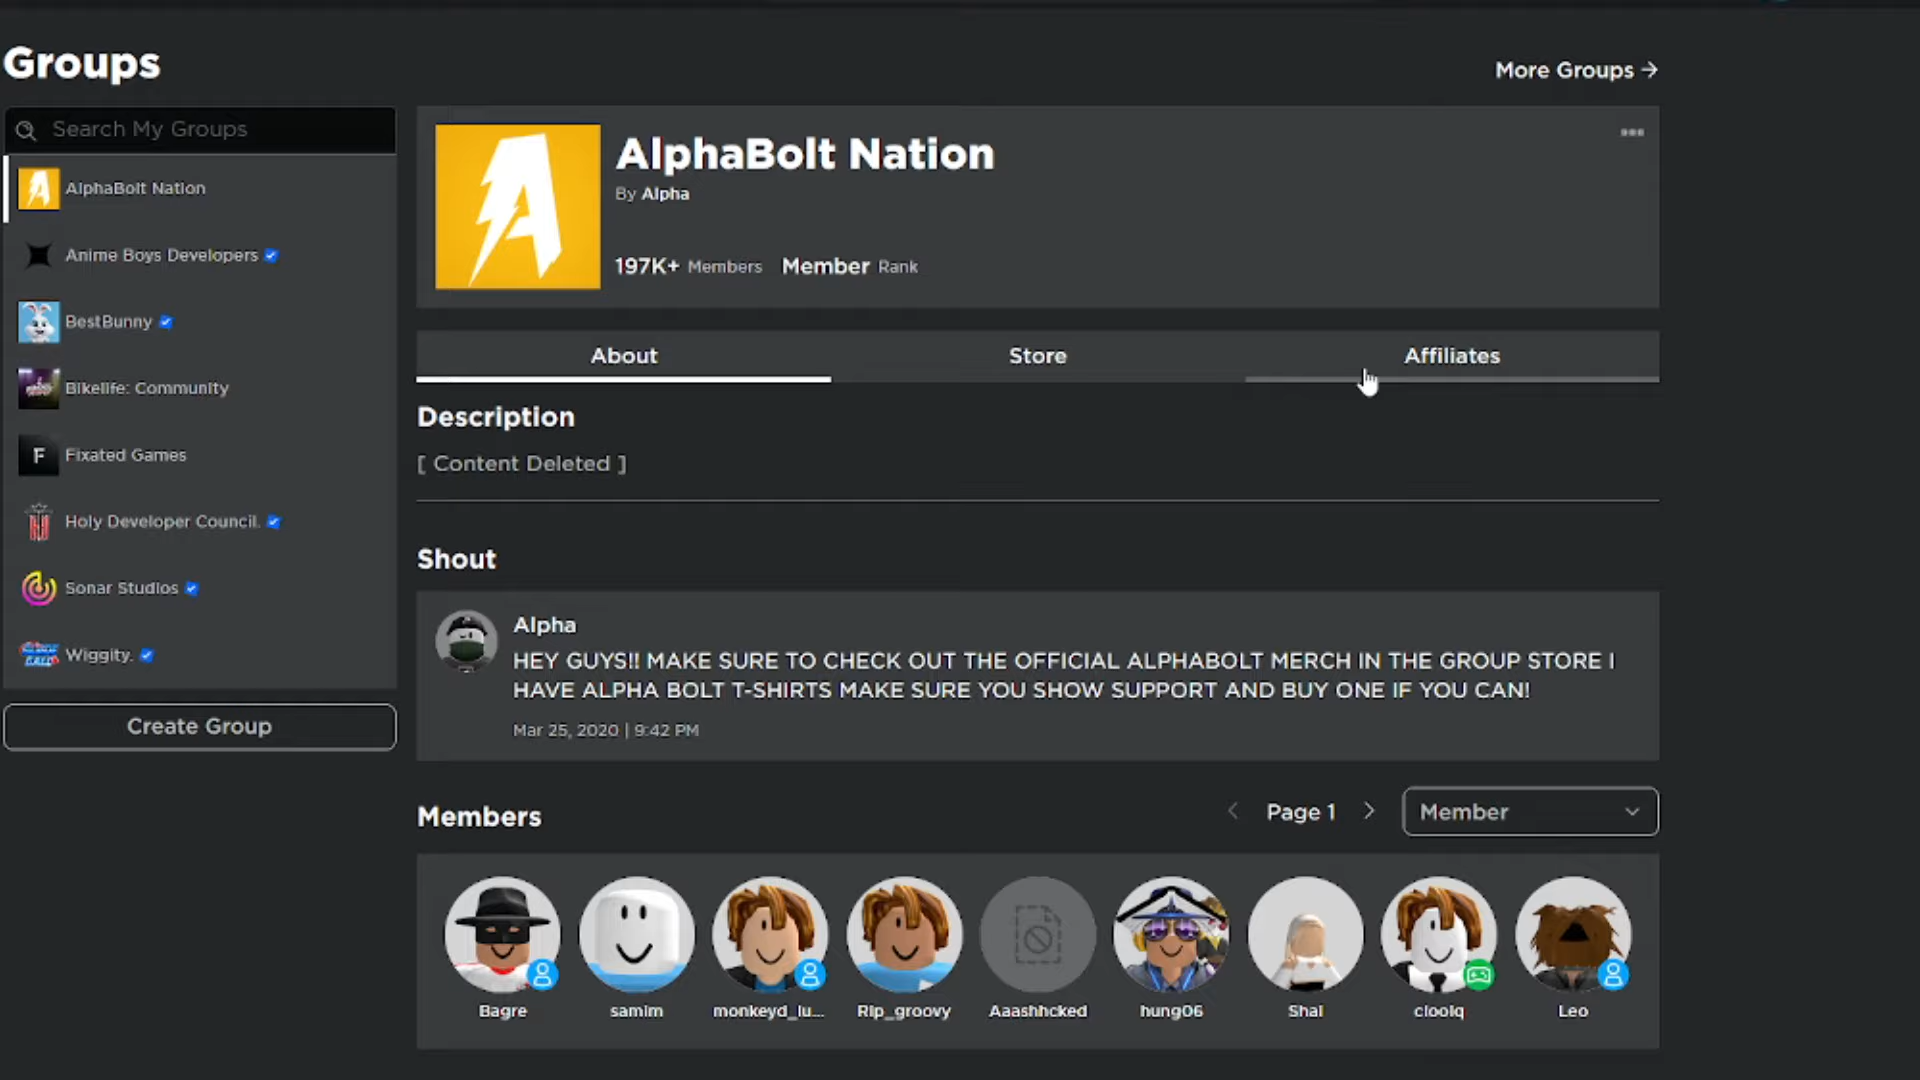 Groups
More Groups →
Search My Groups
AlphaBolt Nation
Anime Boys Developers
BestBunny
Bikelife: Community
F
Fixated Games
Holy Developer Council.
Sonar Studios
Wiggity.
Create Group
A
AlphaBolt Nation
By Alpha
197K+ Members Member Rank
About Store Affiliates
Description
[ Content Deleted ]
Shout
Alpha
HEY GUYS!! MAKE SURE TO CHECK OUT THE OFFICIAL ALPHABOLT MERCH IN THE GROUP STORE I
HAVE ALPHA BOLT T-SHIRTS MAKE SURE YOU SHOW SUPPORT AND BUY ONE IF YOU CAN!
Mar 25, 2020 | 9:42 PM
Members
Page 1
Member
Bagre samim monkeyd_lu... Rip_groovy Aaashhcked hung06 Shai clooiq Leo